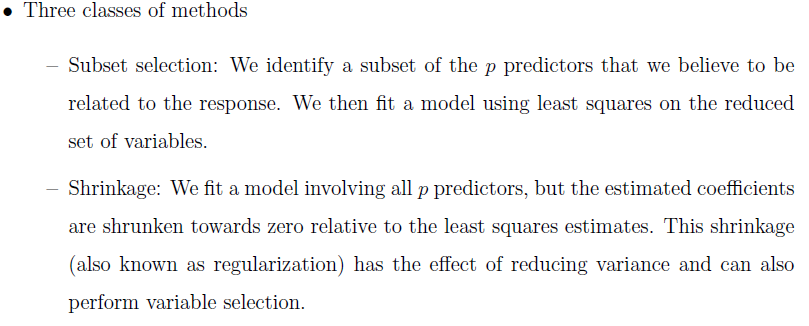 • Three classes of methods
– Subset selection: We identify a subset of the p predictors that we believe to be
related to the response. We then fit a model using least squares on the reduced
set of variables.
– Shrinkage: We fit a model involving all p predictors, but the estimated coefficients
are shrunken towards zero relative to the least squares estimates. This shrinkage
(also known as regularization) has the effect of reducing variance and can also
perform variable selection.